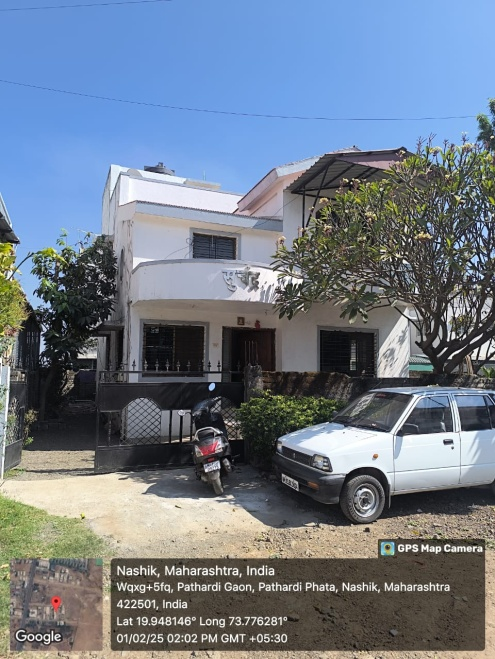 GPS Map Camera
Nashik, Maharashtra, India
Wqxg+5fq, Pathardi Gaon, Pathardi Phata, Nashik, Maharashtra
422501, India
Lat 19.948146° Long 73.776281°
01/02/25 02:02 PM GMT +05:30
Google